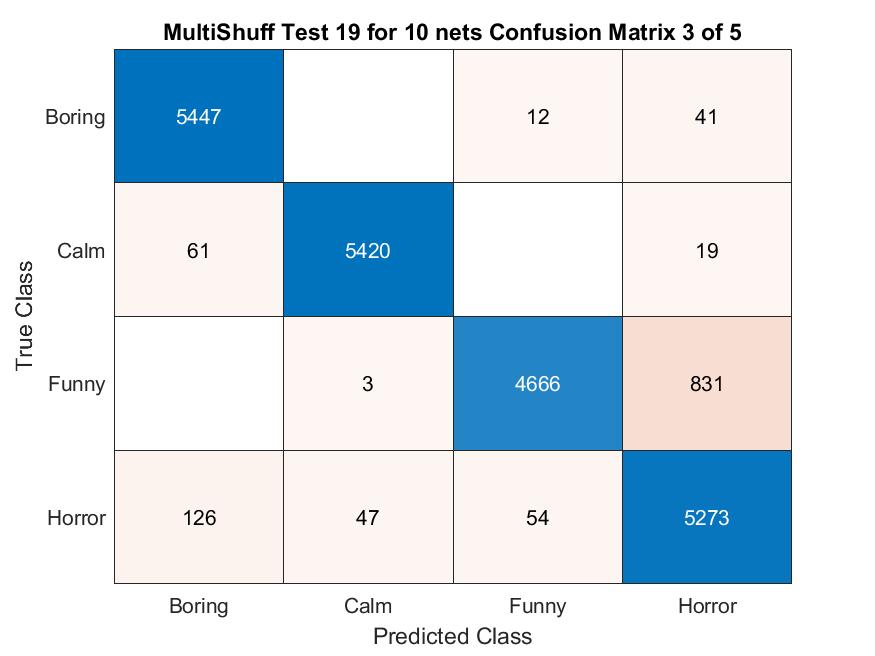 MultiShuff Test 19 for 10 nets Confusion Matrix 3 of 5
Boring 5447 12 41
Calm 61 5420 19
Funny 3 4666 831
Horror 126 47 54 5273
True Class
Boring Calm Funny Horror
Predicted Class